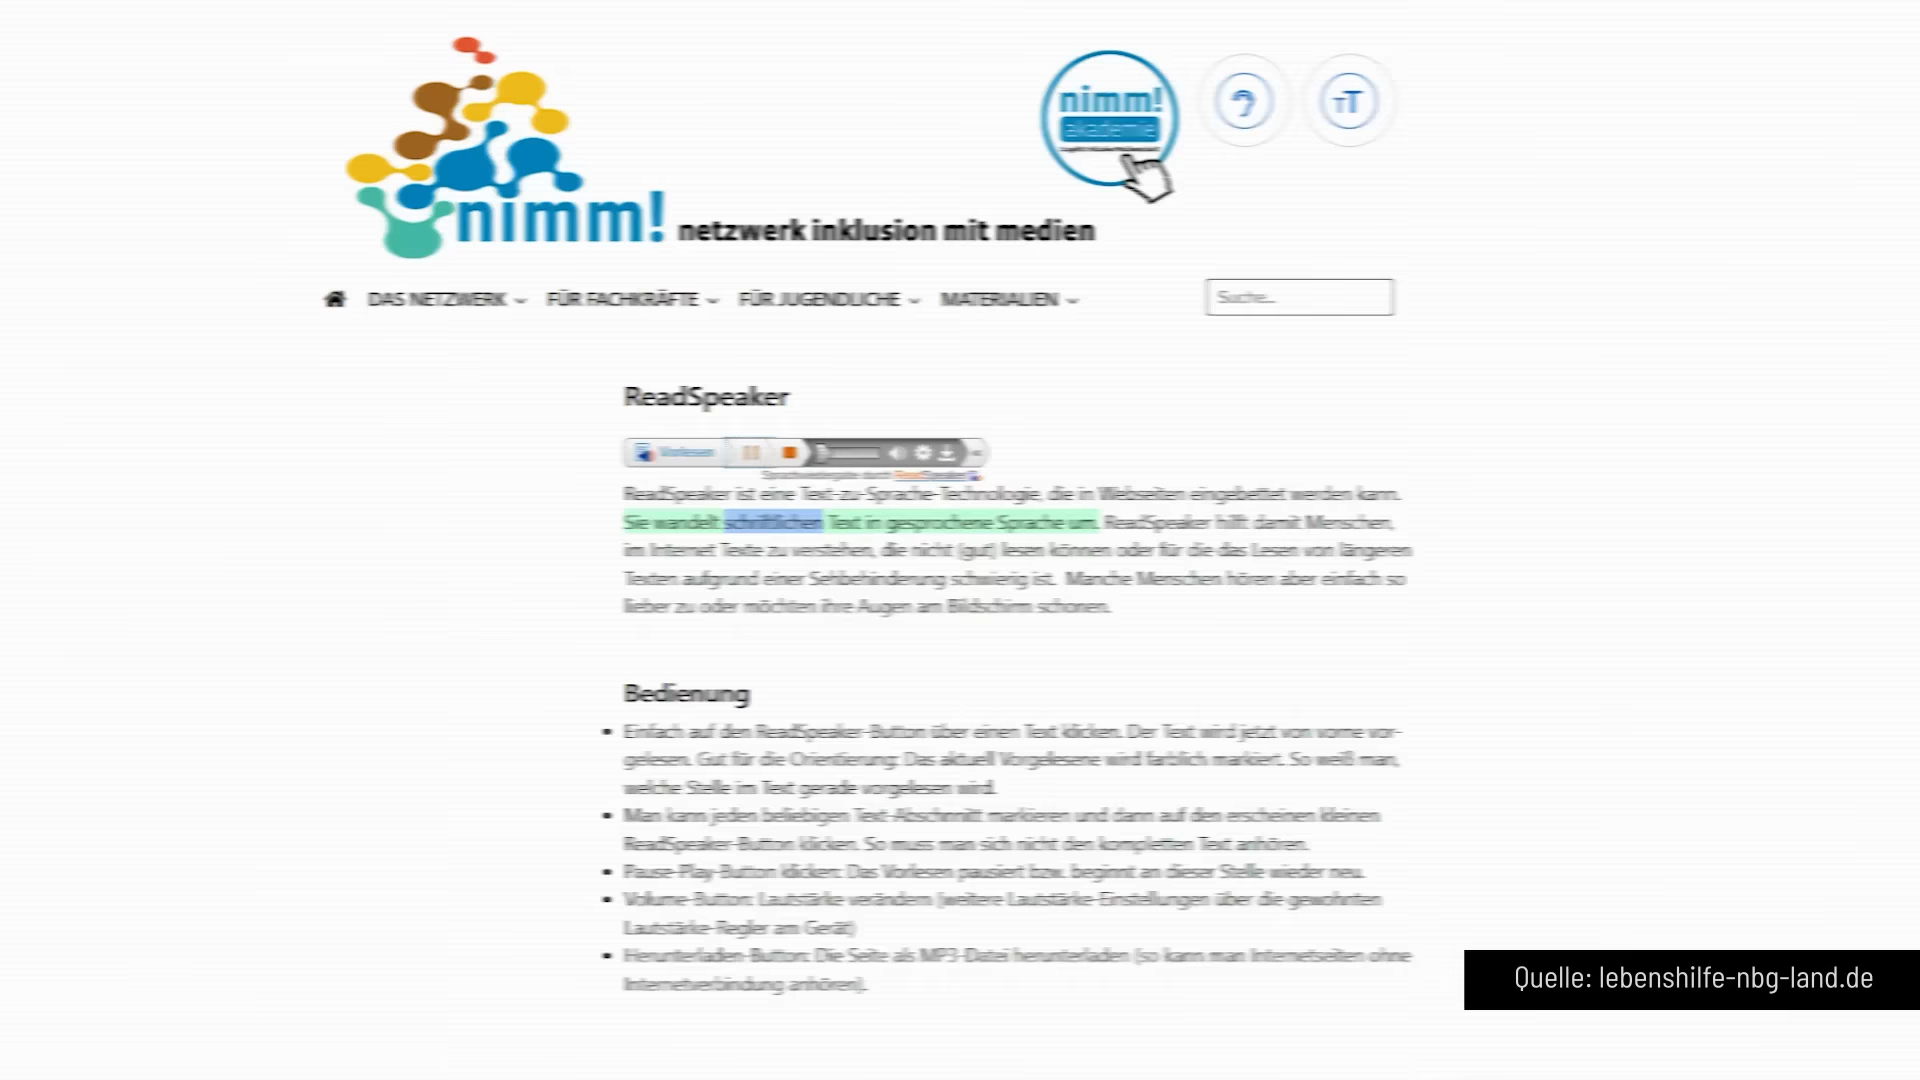 nimm!
akademie
nimm! netzwerk inklusion mit medien
DAS NETZWERK FÜR FACHKRÄFTE FÜR JUGENDLICHE MATERIALIEN
Suche...
ReadSpeaker
Vorlesen
Sprachwiedergabe durch ReadSpeaker
ReadSpeaker ist eine Text-zu-Sprache-Technologie, die in Webseiten eingebettet werden kann.
Sie wandelt schriftlichen Text in gesprochene Sprache um. ReadSpeaker hilft damit Menschen,
im Internet Texte zu verstehen, die nicht (gut) lesen können oder für die das Lesen von längeren
Texten aufgrund einer Sehbehinderung schwierig ist. Manche Menschen hören aber einfach so
lieber zu oder möchten ihre Augen am Bildschirm schonen.
Bedienung
• Einfach auf den ReadSpeaker-Button über einen Text klicken. Der Text wird jetzt von vorne vor-
gelesen. Gut für die Orientierung: Das aktuell Vorgelesene wird farblich markiert. So weiß man,
welche Stelle im Text gerade vorgelesen wird.
• Man kann jeden beliebigen Text-Abschnitt markieren und dann auf den erscheinen kleinen
ReadSpeaker-Button klicken. So muss man sich nicht den kompletten Text anhören.
• Pause-Play-Button klicken: Das Vorlesen pausiert bzw. beginnt an dieser Stelle wieder neu.
• Volume-Button: Lautstärke verändern (weitere Lautstärke-Einstellungen über die gewohnten
Lautstärke-Regler am Gerät)
• Herunterladen-Button: Die Seite als MP3-Datei herunterladen (so kann man Internetseiten ohne
Internetverbindung anhören).
Quelle: lebenshilfe-nbg-land.de